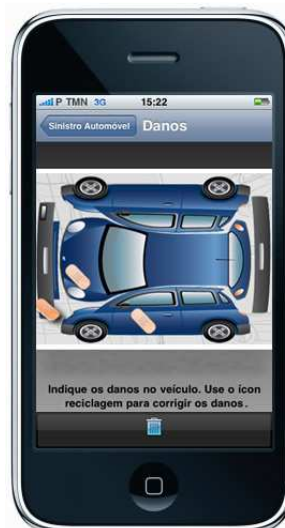 P TMN 3G 15:22
Sinistro Automóvel Danos
Indique os danos no veículo. Use o ícon
reciclagem para corrigir os danos.